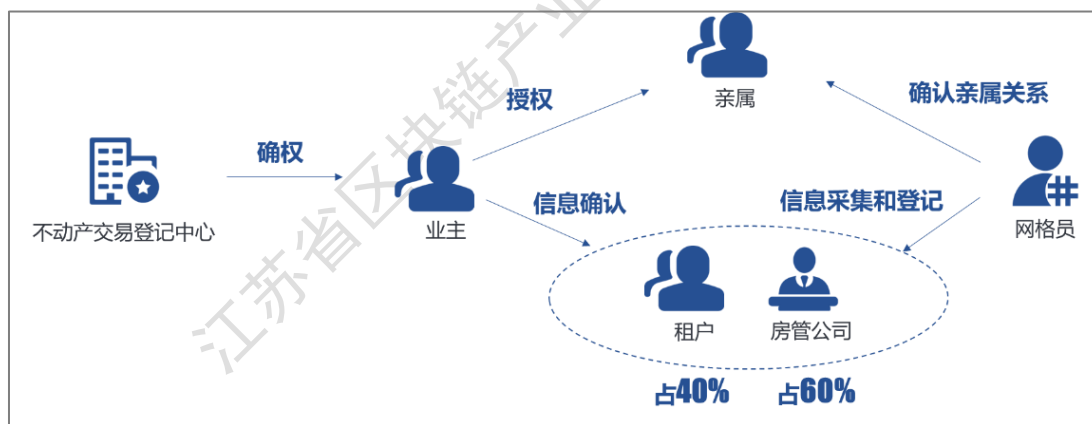 亲属
授权
确认亲属关系
确权
不动产交易登记中心
业主
信息确认
信息采集和登记
网格员
租户
房管公司
占40%
占60%
江苏省区块链产业